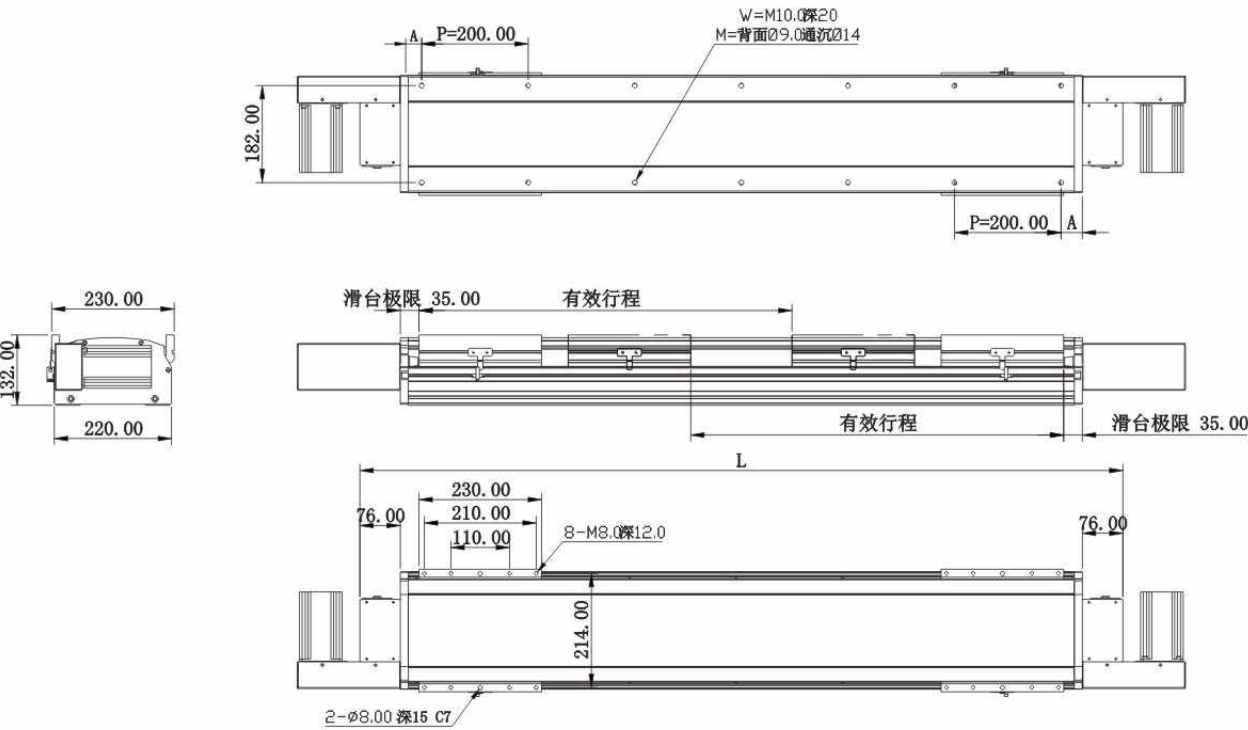 W=M10.0深20
M=背面Ø9.0通沉Ø14
A
P=200.00
182.00
P=200.00
A
230.00
132.00
220.00
滑台极限 35.00
有效行程
有效行程
滑台极限 35.00
L
76.00
230.00
210.00
110.00
8-M8.0深12.0
76.00
214.00
2-Ø8.00 深15 C7